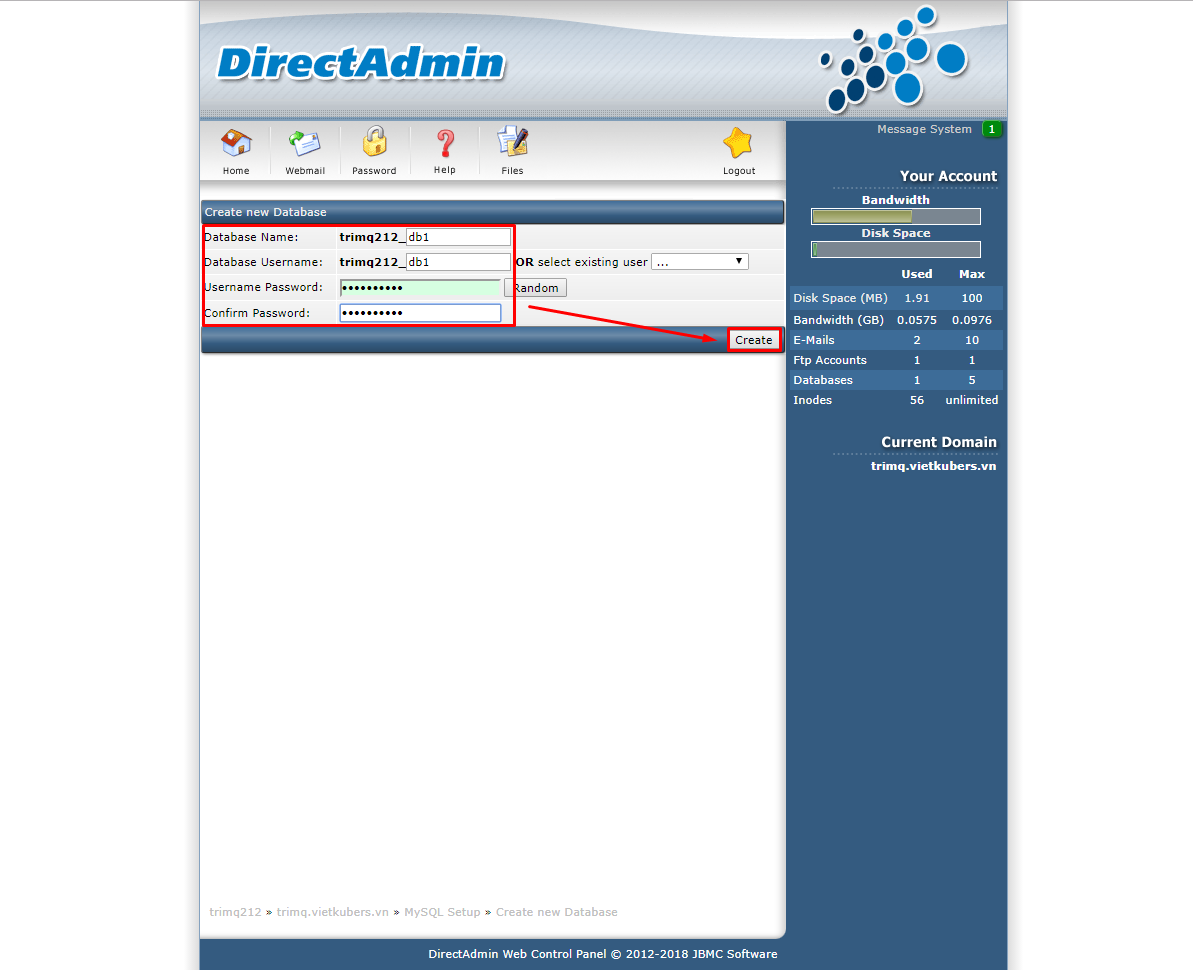 DirectAdmin
Home Webmail Password Help Files Logout
Message System 1
Create new Database
Database Name: trimq212_ db1
Database Username: trimq212_ db1 OR select existing user ...
Username Password: •••••••••• Random
Confirm Password: ••••••••••
Create
Your Account
Bandwidth
Disk Space
Used Max
Disk Space (MB) 1.91 100
Bandwidth (GB) 0.0575 0.0976
E-Mails 2 10
Ftp Accounts 1 1
Databases 1 5
Inodes 56 unlimited
Current Domain
trimq.vietkubers.vn
trimq212 » trimq.vietkubers.vn » MySQL Setup » Create new Database
DirectAdmin Web Control Panel © 2012-2018 JBMC Software